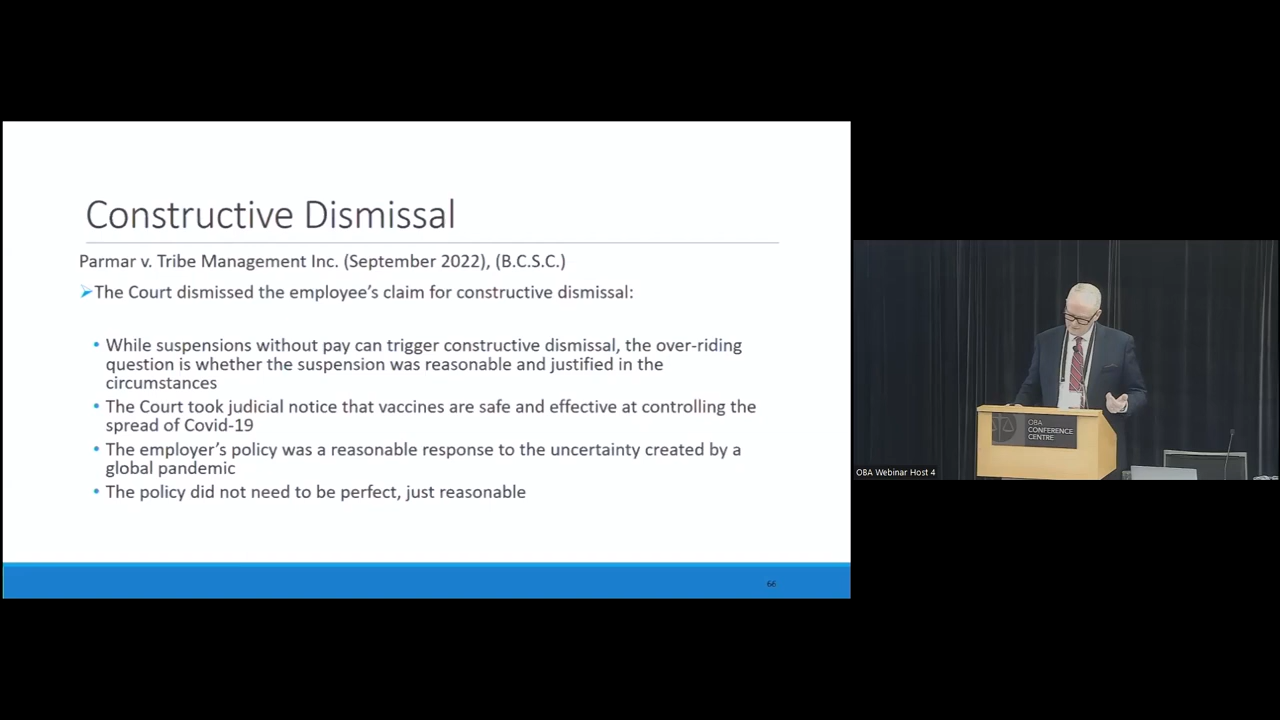 Constructive Dismissal
Parmar v. Tribe Management Inc. (September 2022), (B.C.S.C.)
➢The Court dismissed the employee's claim for constructive dismissal:
• While suspensions without pay can trigger constructive dismissal, the over-riding
question is whether the suspension was reasonable and justified in the
circumstances
• The Court took judicial notice that vaccines are safe and effective at controlling the
spread of Covid-19
• The employer's policy was a reasonable response to the uncertainty created by a
global pandemic
• The policy did not need to be perfect, just reasonable
66
OBA
CONFERENCE
CENTRE
OBA Webinar Host 4